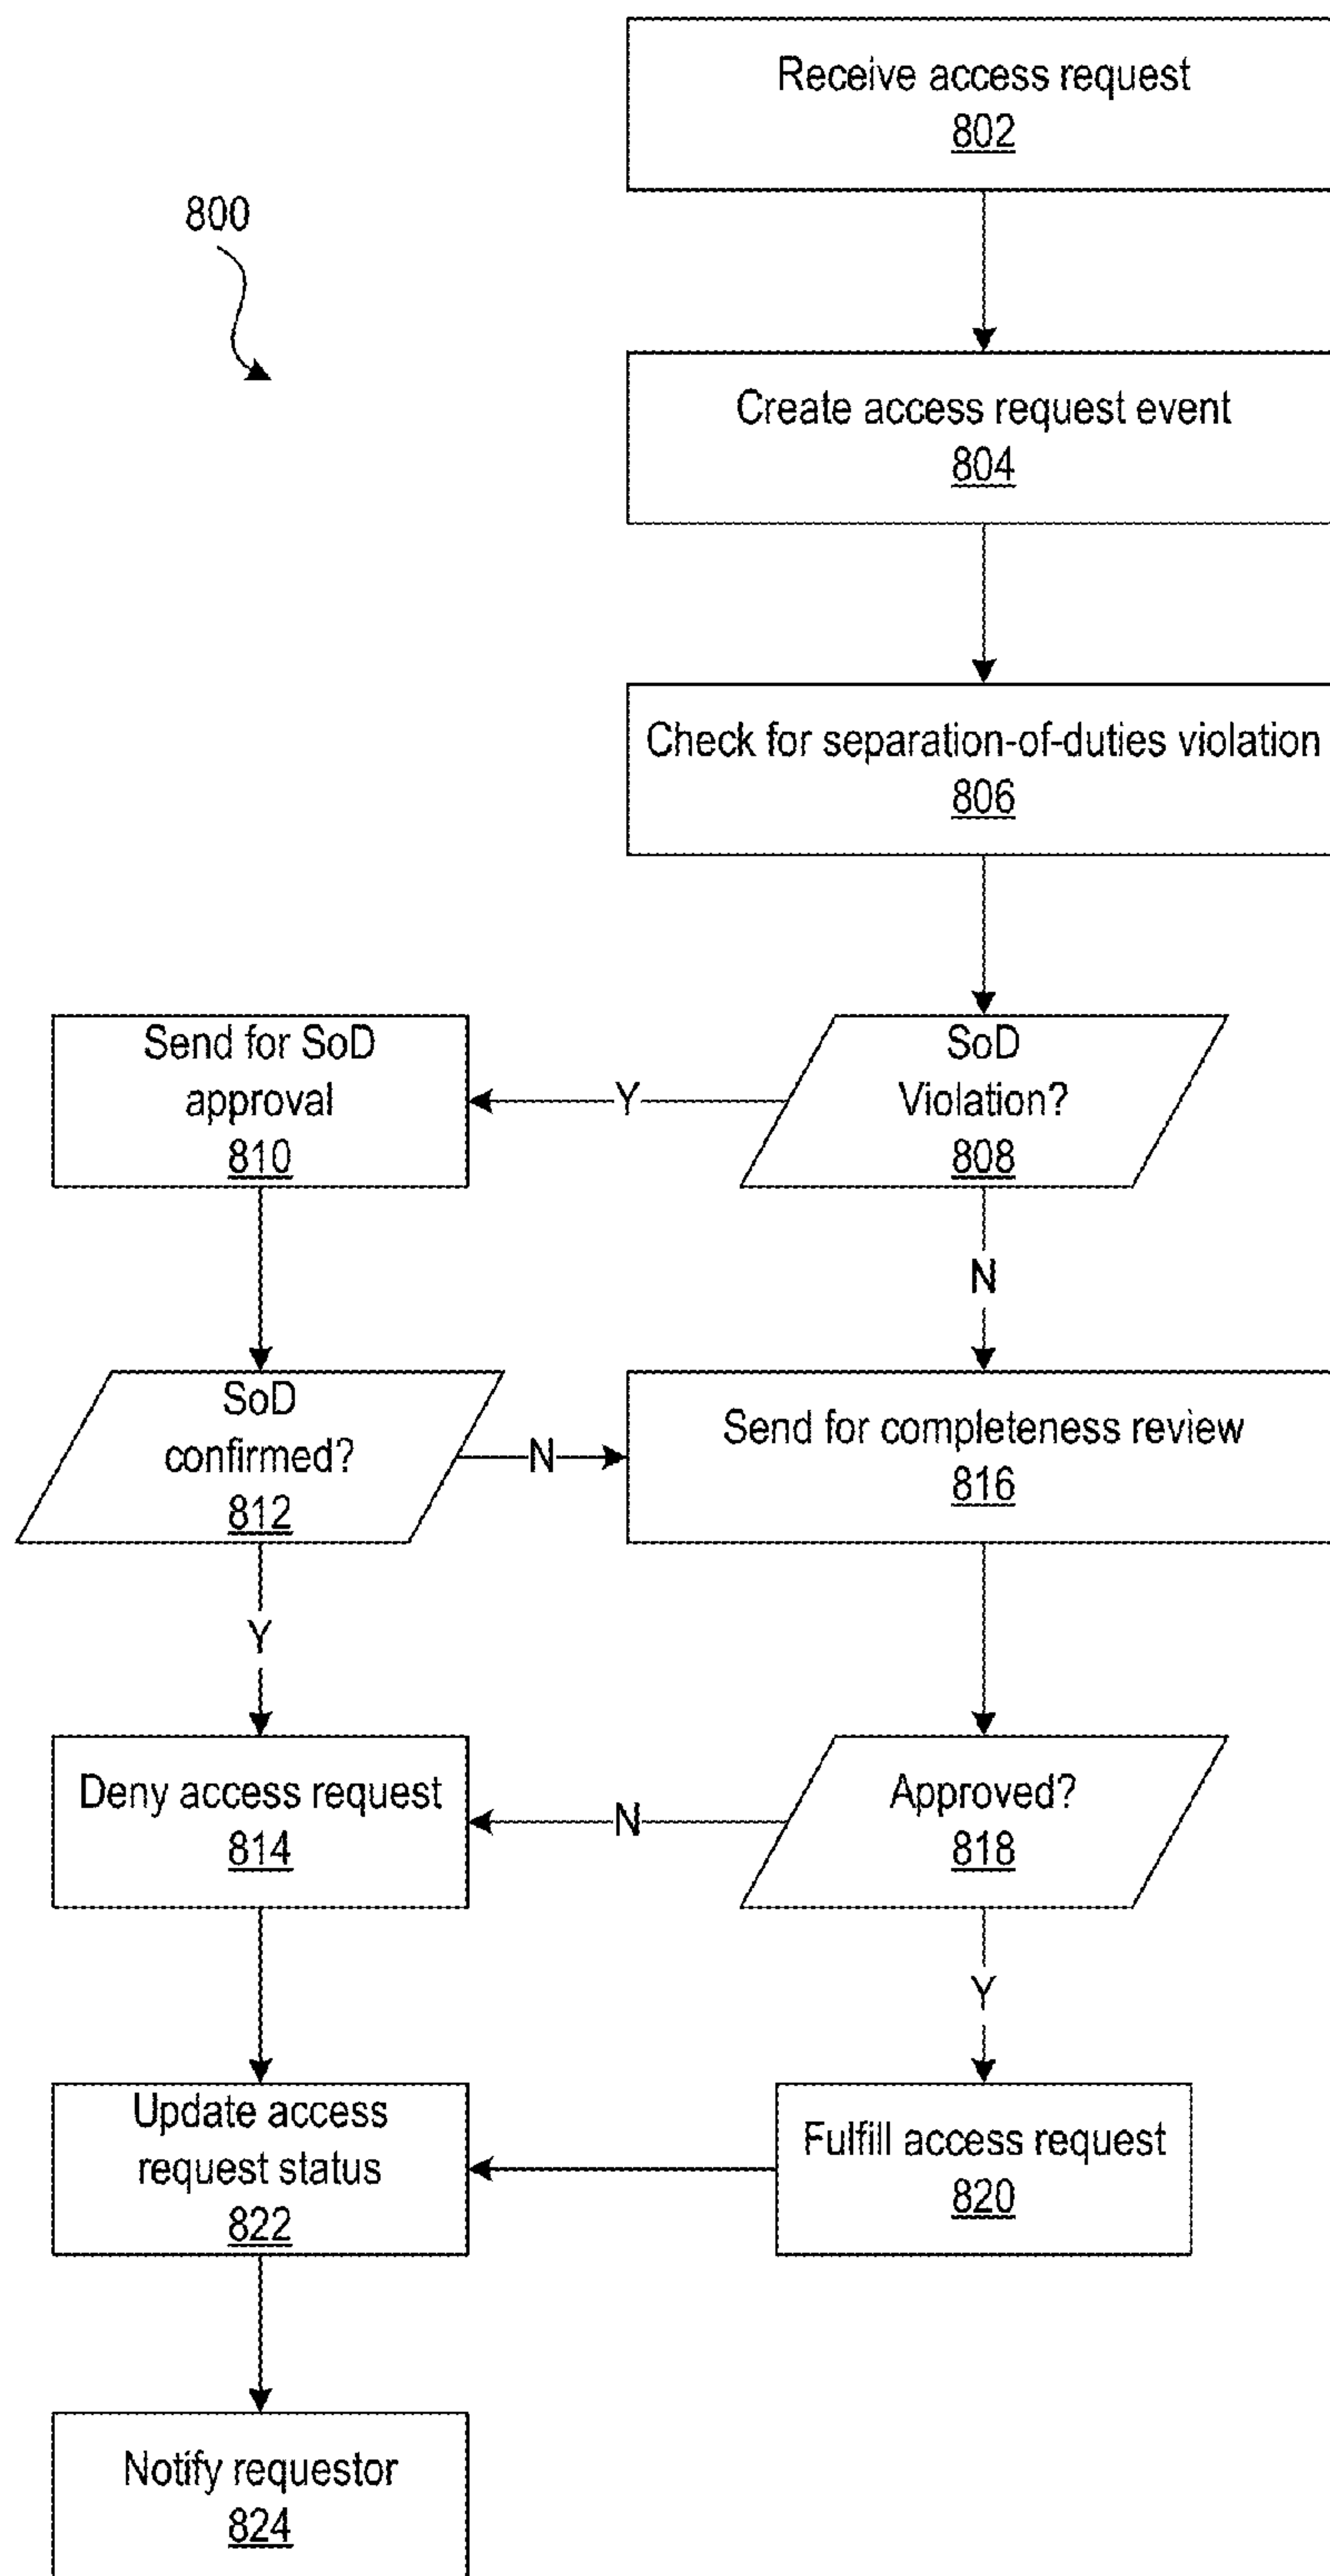 Receive access request
802
800
Create access request event
804
Check for separation-of-duties violation
806
Send for SoD
approval
810
Y
SoD
Violation?
808
N
SoD
confirmed?
812
N
Send for completeness review
816
Y
Deny access request
814
N
Approved?
818
Y
Update access
request status
822
Fulfill access request
820
Notify requestor
824